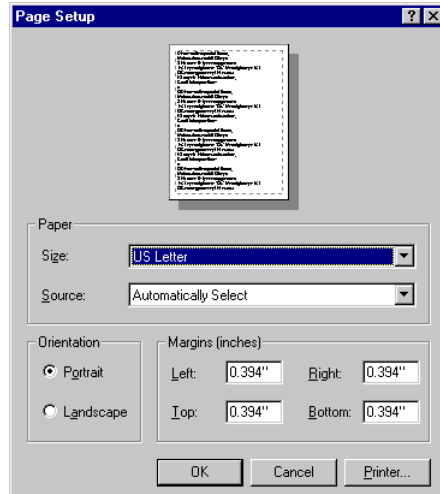 Page Setup
Paper
Size: US Letter
Source: Automatically Select
Orientation
Portrait
Landscape
Margins (inches)
Left: 0.394" Right: 0.394"
Top: 0.394" Bottom: 0.394"
OK Cancel Printer...